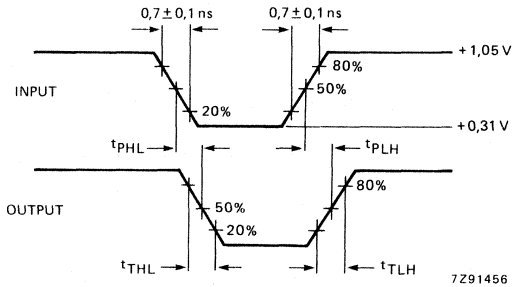 0,7 ± 0,1 ns 0,7 ± 0,1 ns
+1,05 V
80%
INPUT
50%
20%
+0,31 V
tPHL tPLH
80%
OUTPUT
50%
20%
tTHL tTLH
7Z91456